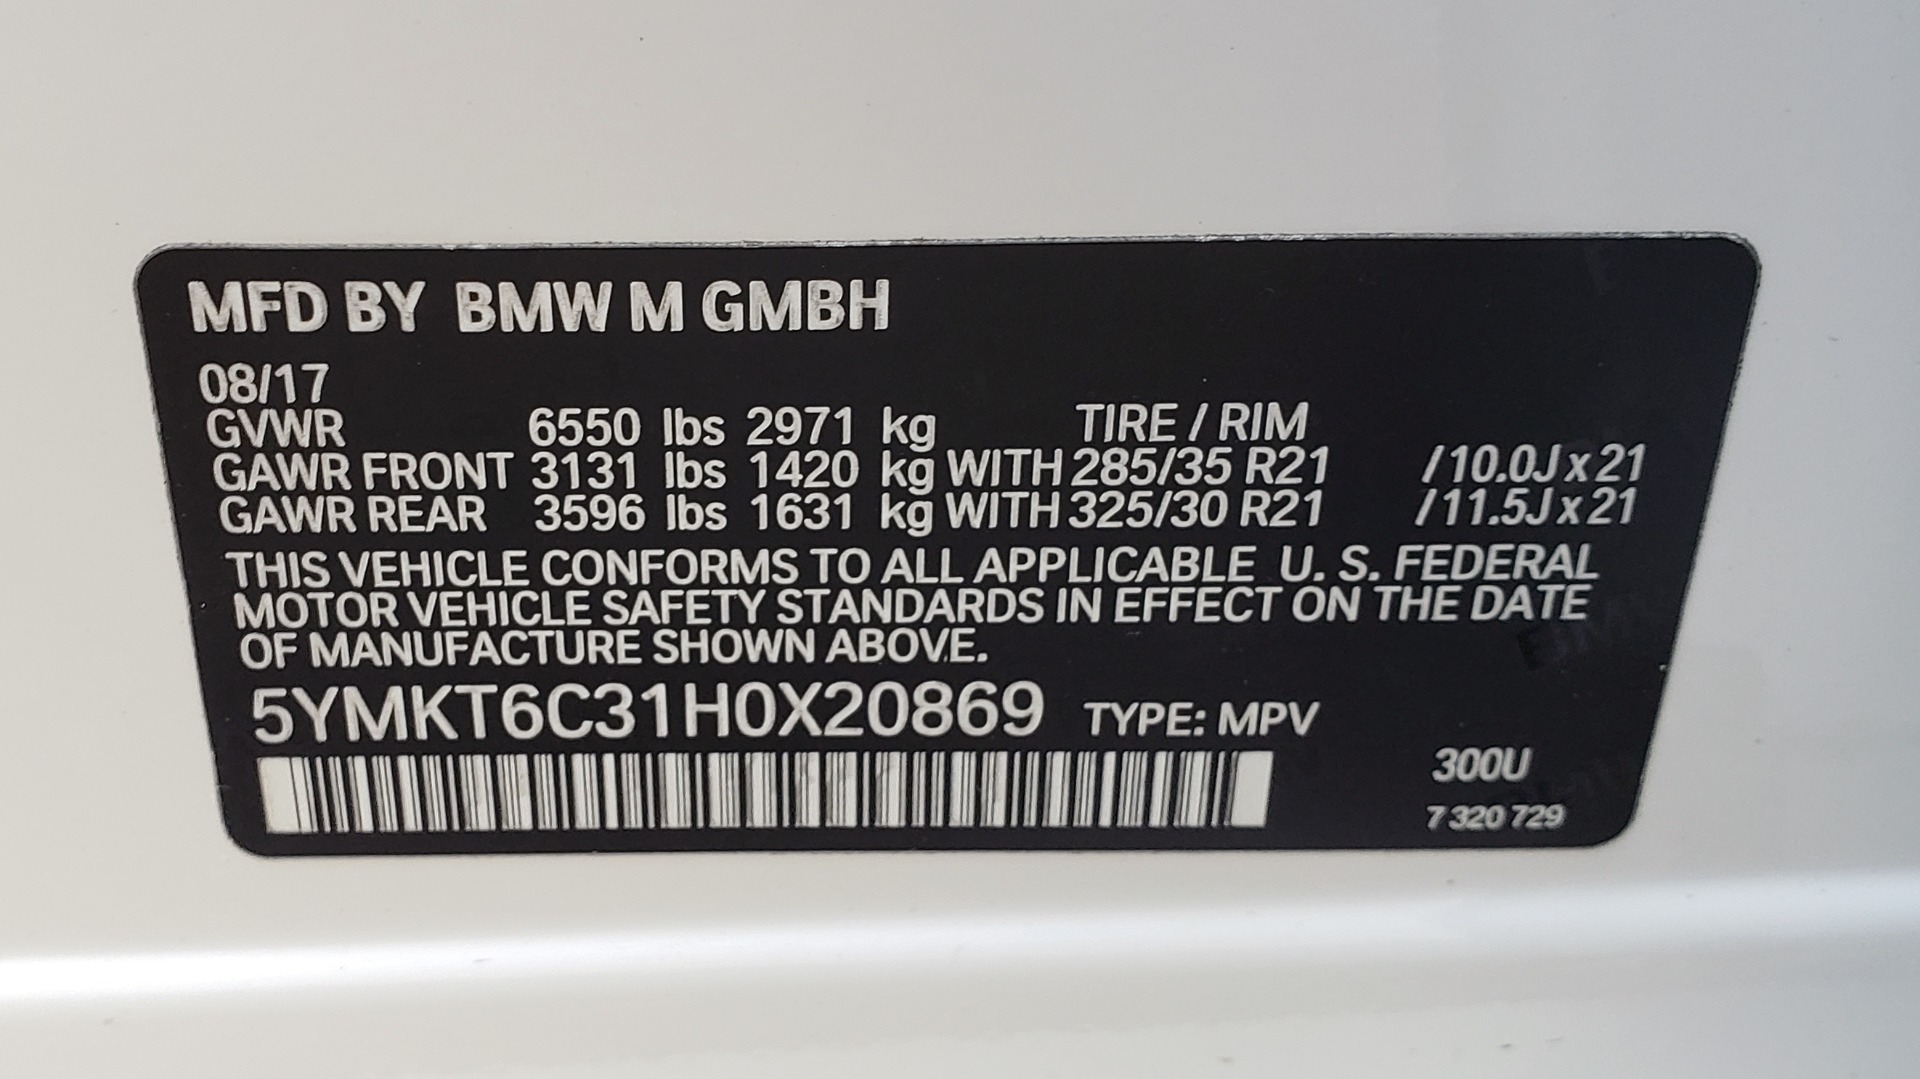 MFD BY BMW M GMBH
08/17
GVWR 6550 lbs 2971 kg TIRE / RIM
GAWR FRONT 3131 lbs 1420 kg WITH 285/35 R21 /10.0J x 21
GAWR REAR 3596 lbs 1631 kg WITH 325/30 R21 /11.5J x 21
THIS VEHICLE CONFORMS TO ALL APPLICABLE U. S. FEDERAL
MOTOR VEHICLE SAFETY STANDARDS IN EFFECT ON THE DATE
OF MANUFACTURE SHOWN ABOVE.
5YMKT6C31H0X20869 TYPE: MPV
300U
7 320 729